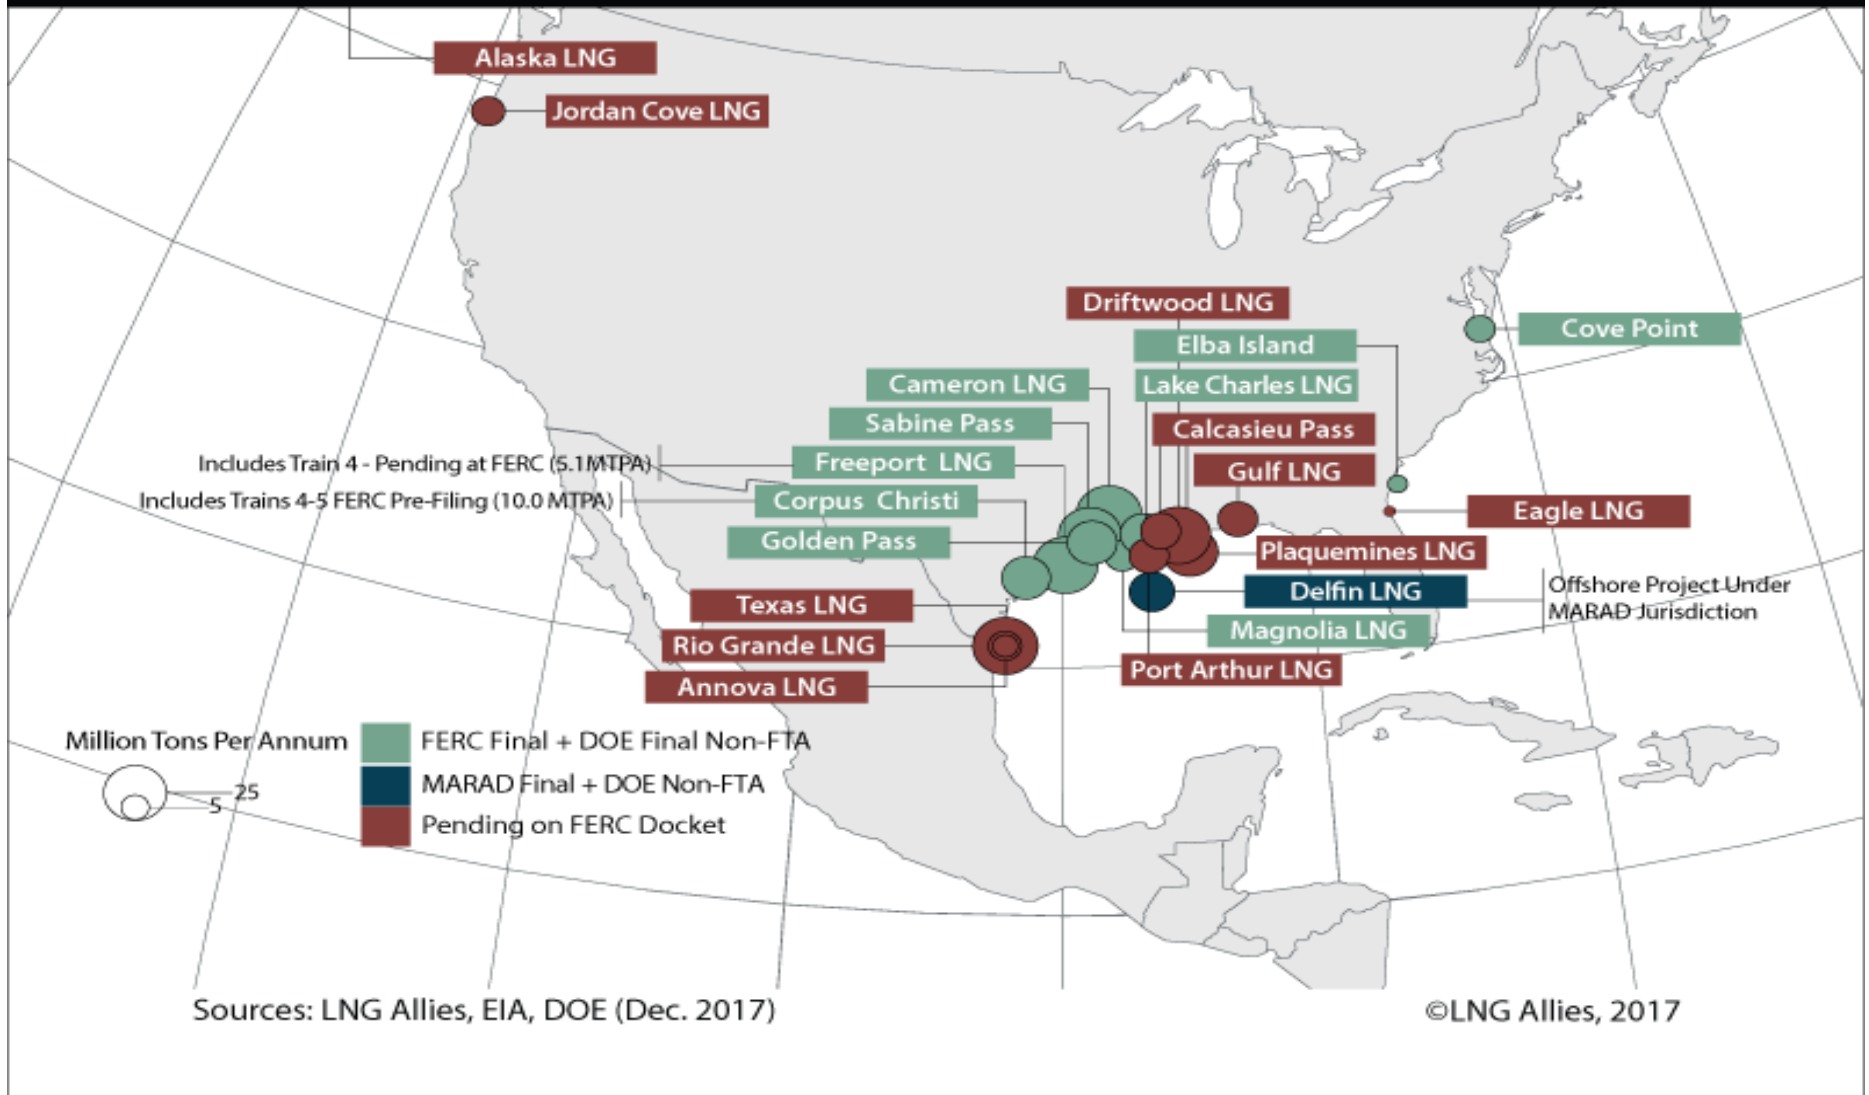 Alaska LNG
Jordan Cove LNG
Driftwood LNG
Cove Point
Elba Island
Cameron LNG
Lake Charles LNG
Sabine Pass
Calcasieu Pass
Includes Train 4 - Pending at FERC (5.1MTPA)
Freeport LNG
Gulf LNG
Includes Trains 4-5 FERC Pre-Filing (10.0 MTPA)
Corpus Christi
Eagle LNG
Golden Pass
Plaquemines LNG
Delfin LNG
Offshore Project Under
MARAD Jurisdiction
Texas LNG
Magnolia LNG
Rio Grande LNG
Port Arthur LNG
Annova LNG
Million Tons Per Annum
25
5
FERC Final + DOE Final Non-FTA
MARAD Final + DOE Non-FTA
Pending on FERC Docket
Sources: LNG Allies, EIA, DOE (Dec. 2017)
©LNG Allies, 2017